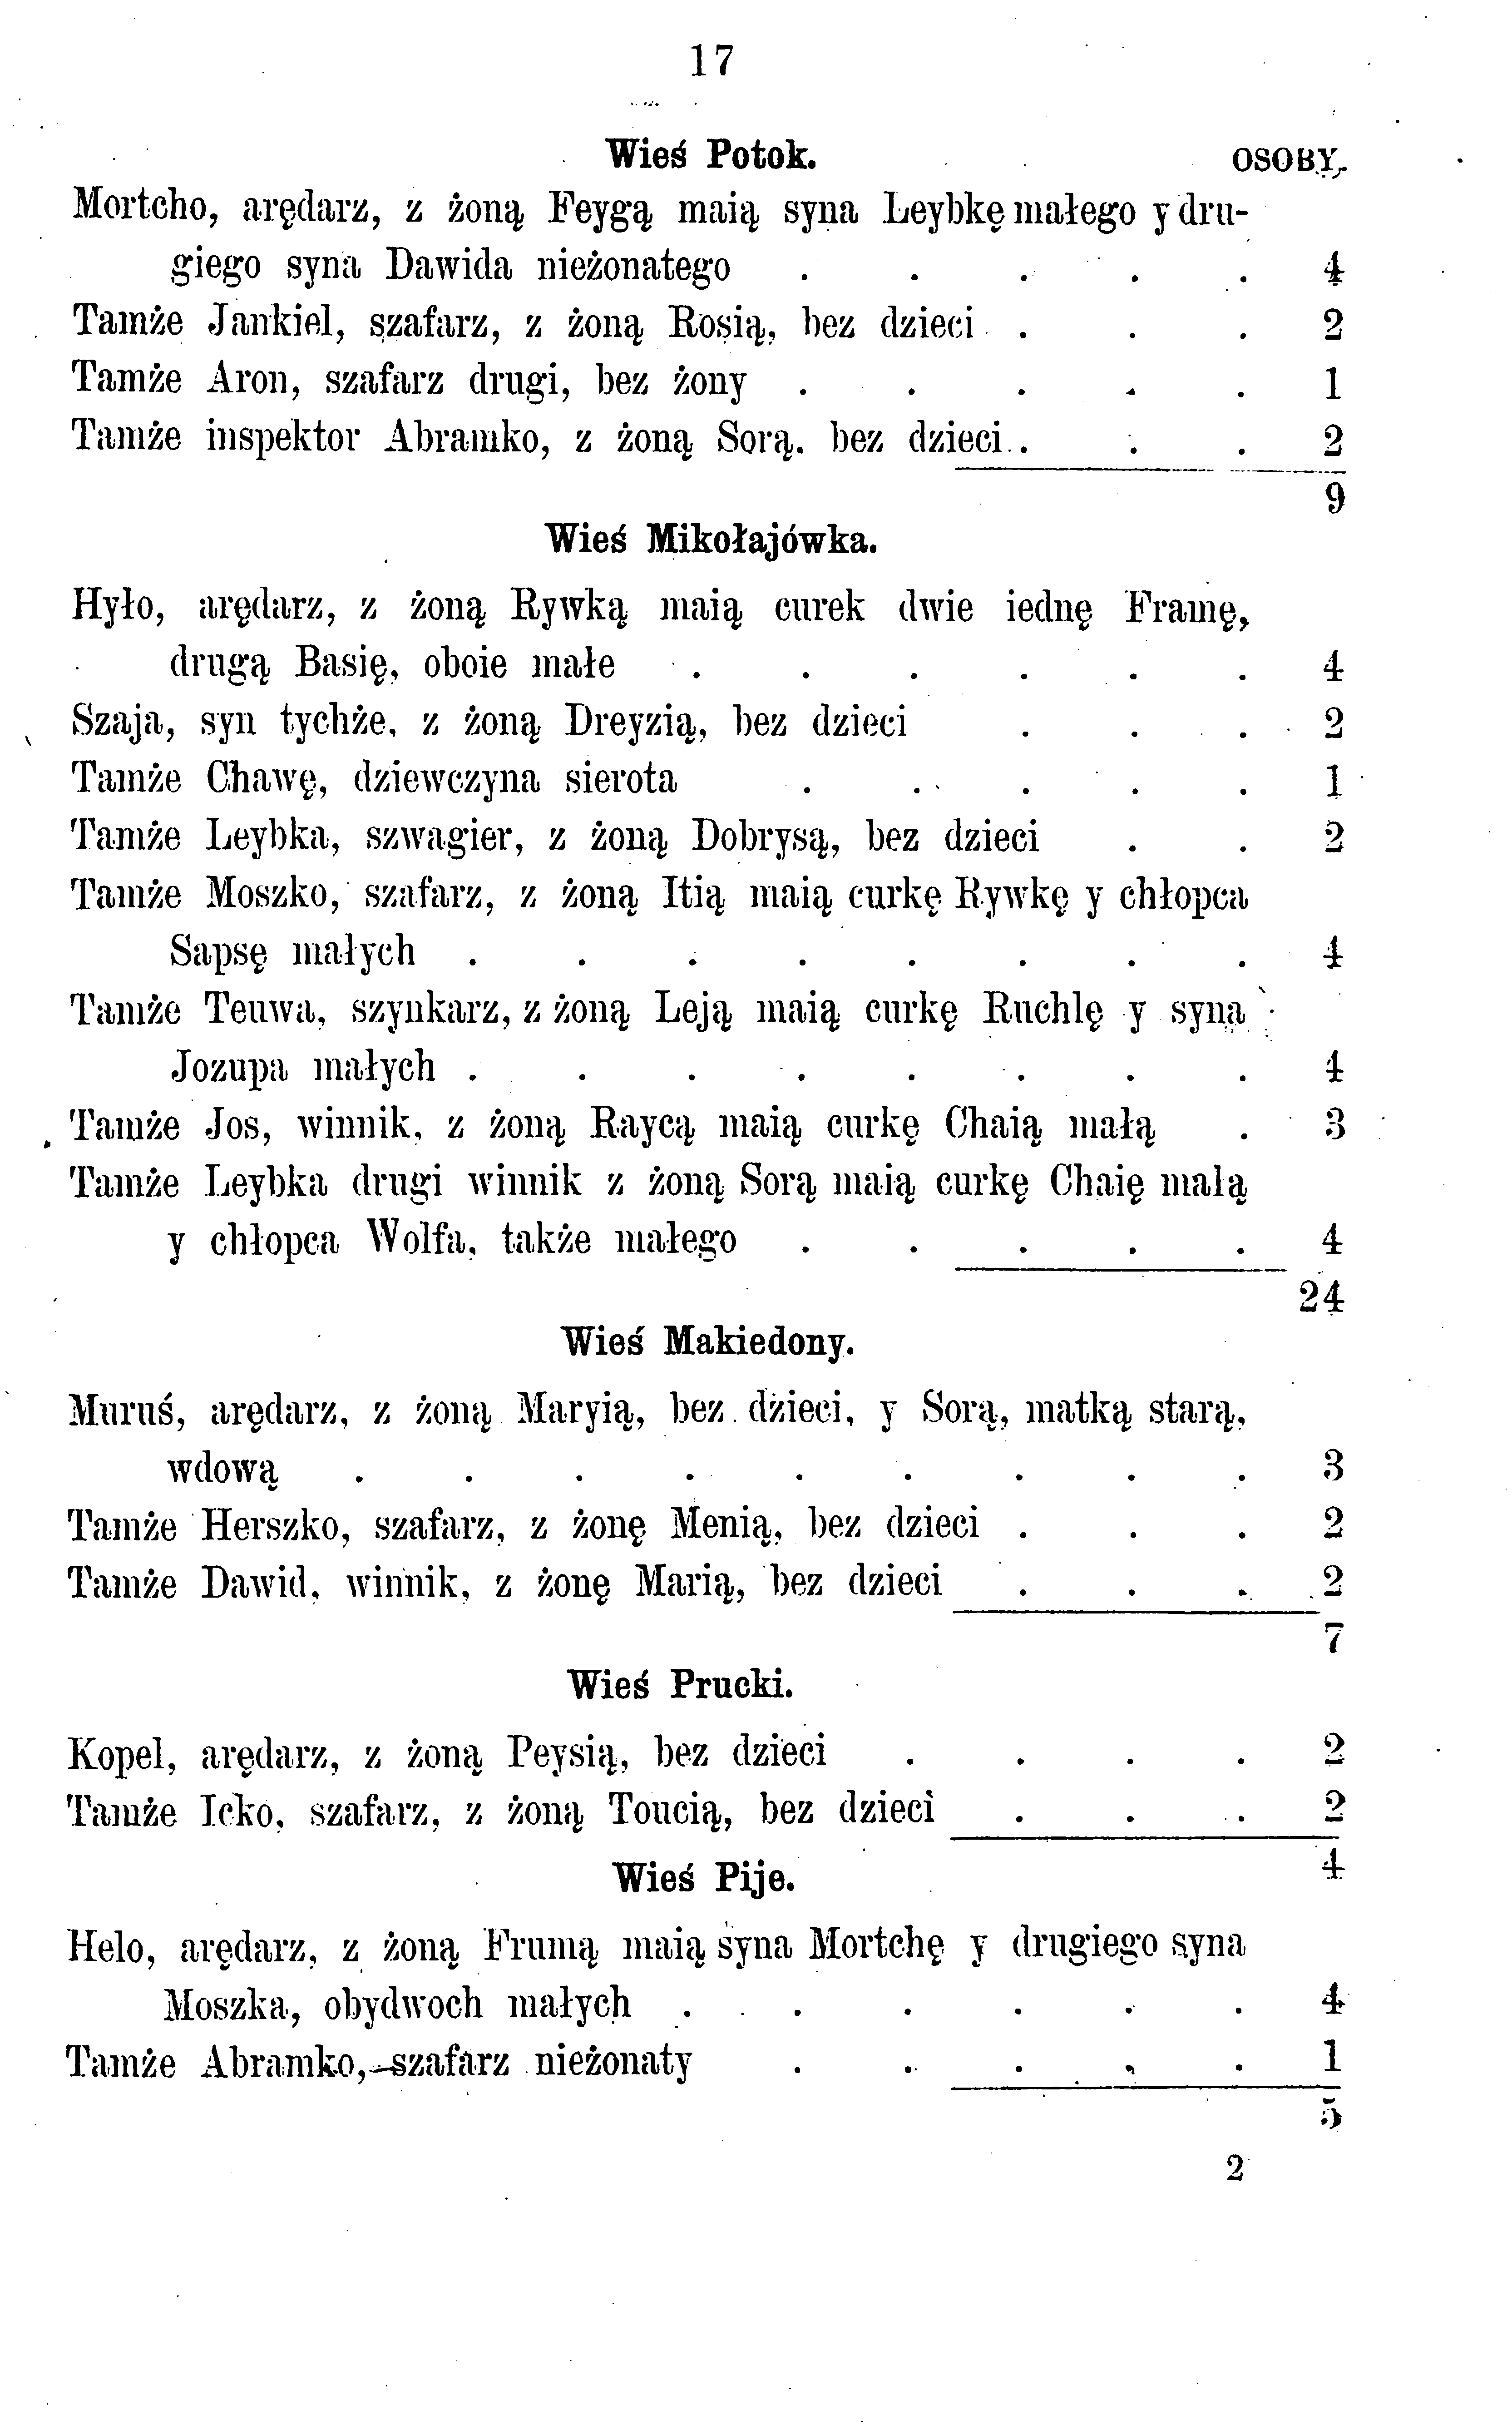 17
Wieś Potok. OSOBY.
Mortcho, arędarz, z żoną Feygą maią syna Leybkę małego y dru-
giego syna Dawida nieżonatego . . . . . 4
Tamże Jankiel, szafarz, z żoną Rosią, bez dzieci . . . 2
Tamże Aron, szafarz drugi, bez żony . . . . . 1
Tamże inspektor Abramko, z żoną Sorą. bez dzieci . . . 2
9
Wieś Mikołajówka.
Hyło, arędarz, z żoną Rywką maią curek dwie iednę Framę,
drugą Basię, oboie małe . . . . . . 4
Szaja, syn tychże, z żoną Dreyzią, bez dzieci . . . 2
Tamże Chawę, dziewczyna sierota . . . . . 1
Tamże Leybka, szwagier, z żoną Dobrysą, bez dzieci . . 2
Tamże Moszko, szafarz, z żoną Itią maią curkę Rywkę y chłopca
Sapsę małych . . . . . . . . 4
Tamże Teuwa, szynkarz, z żoną Leją maią curkę Ruchlę y syna
Jozupa małych . . . . . . . . 4
Tamże Jos, winnik, z żoną Raycą maią curkę Chaią małą . 3
Tamże Leybka drugi winnik z żoną Sorą maią curkę Chaię małą
y chłopca Wolfa, także małego . . . . . 4
24
Wieś Makiedony.
Muruś, arędarz, z żoną Maryią, bez dzieci, y Sorą, matką starą,
wdową . . . . . . . . . 3
Tamże Herszko, szafarz, z żonę Menią, bez dzieci . . . 2
Tamże Dawid, winnik, z żonę Marią, bez dzieci . . . 2
7
Wieś Prucki.
Kopel, arędarz, z żoną Peysią, bez dzieci . . . . 2
Tamże Icko, szafarz, z żoną Toucią, bez dzieci . . . 2
4
Wieś Pije.
Helo, arędarz, z żoną Frumą maią syna Mortchę y drugiego syna
Moszka, obydwoch małych . . . . . . 4
Tamże Abramko, szafarz nieżonaty . . . . . 1
5
2